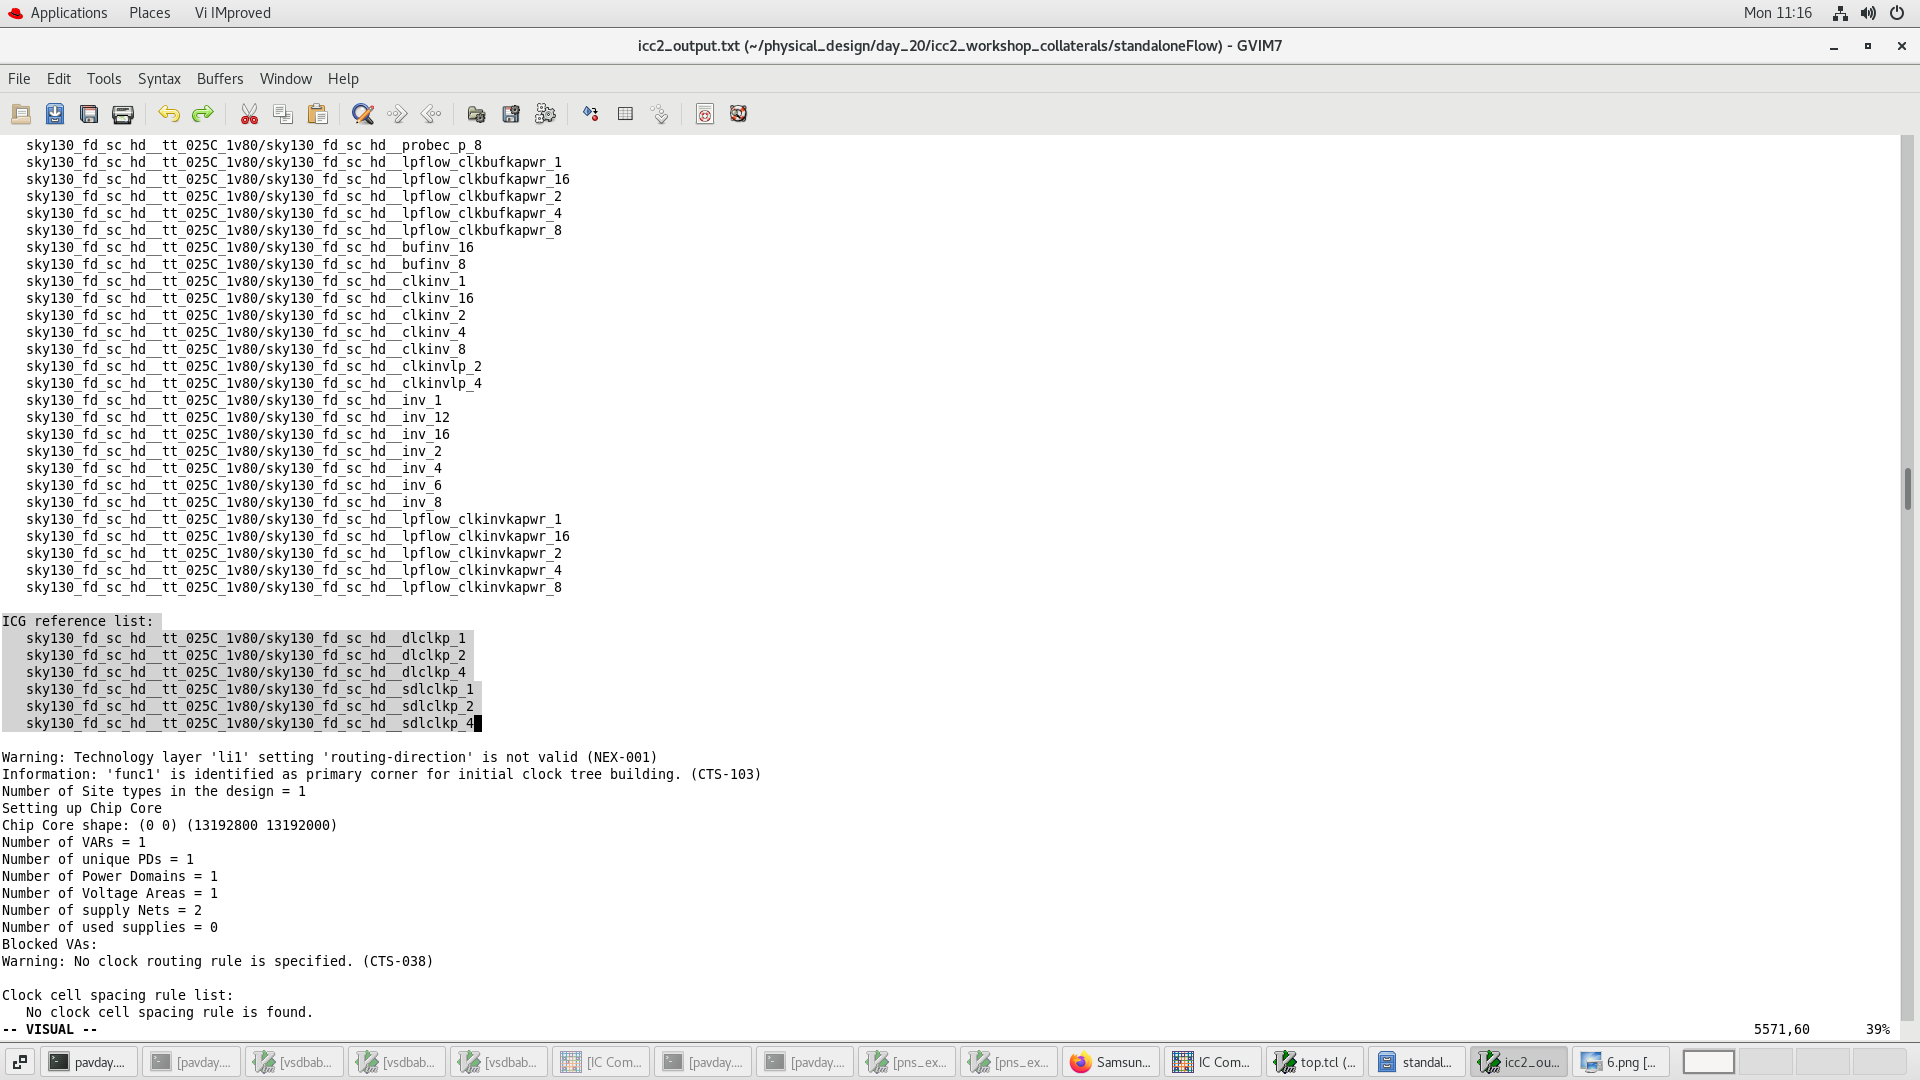 Applications Places Vi IMproved Mon 11:16
icc2_output.txt (~/physical_design/day_20/icc2_workshop_collaterals/standaloneFlow) - GVIM7
File Edit Tools Syntax Buffers Window Help
sky130_fd_sc_hd__tt_025C_1v80/sky130_fd_sc_hd__probec_p_8
sky130_fd_sc_hd__tt_025C_1v80/sky130_fd_sc_hd__lpflow_clkbufkapwr_1
sky130_fd_sc_hd__tt_025C_1v80/sky130_fd_sc_hd__lpflow_clkbufkapwr_16
sky130_fd_sc_hd__tt_025C_1v80/sky130_fd_sc_hd__lpflow_clkbufkapwr_2
sky130_fd_sc_hd__tt_025C_1v80/sky130_fd_sc_hd__lpflow_clkbufkapwr_4
sky130_fd_sc_hd__tt_025C_1v80/sky130_fd_sc_hd__lpflow_clkbufkapwr_8
sky130_fd_sc_hd__tt_025C_1v80/sky130_fd_sc_hd__bufinv_16
sky130_fd_sc_hd__tt_025C_1v80/sky130_fd_sc_hd__bufinv_8
sky130_fd_sc_hd__tt_025C_1v80/sky130_fd_sc_hd__clkinv_1
sky130_fd_sc_hd__tt_025C_1v80/sky130_fd_sc_hd__clkinv_16
sky130_fd_sc_hd__tt_025C_1v80/sky130_fd_sc_hd__clkinv_2
sky130_fd_sc_hd__tt_025C_1v80/sky130_fd_sc_hd__clkinv_4
sky130_fd_sc_hd__tt_025C_1v80/sky130_fd_sc_hd__clkinv_8
sky130_fd_sc_hd__tt_025C_1v80/sky130_fd_sc_hd__clkinvlp_2
sky130_fd_sc_hd__tt_025C_1v80/sky130_fd_sc_hd__clkinvlp_4
sky130_fd_sc_hd__tt_025C_1v80/sky130_fd_sc_hd__inv_1
sky130_fd_sc_hd__tt_025C_1v80/sky130_fd_sc_hd__inv_12
sky130_fd_sc_hd__tt_025C_1v80/sky130_fd_sc_hd__inv_16
sky130_fd_sc_hd__tt_025C_1v80/sky130_fd_sc_hd__inv_2
sky130_fd_sc_hd__tt_025C_1v80/sky130_fd_sc_hd__inv_4
sky130_fd_sc_hd__tt_025C_1v80/sky130_fd_sc_hd__inv_6
sky130_fd_sc_hd__tt_025C_1v80/sky130_fd_sc_hd__inv_8
sky130_fd_sc_hd__tt_025C_1v80/sky130_fd_sc_hd__lpflow_clkinvkapwr_1
sky130_fd_sc_hd__tt_025C_1v80/sky130_fd_sc_hd__lpflow_clkinvkapwr_16
sky130_fd_sc_hd__tt_025C_1v80/sky130_fd_sc_hd__lpflow_clkinvkapwr_2
sky130_fd_sc_hd__tt_025C_1v80/sky130_fd_sc_hd__lpflow_clkinvkapwr_4
sky130_fd_sc_hd__tt_025C_1v80/sky130_fd_sc_hd__lpflow_clkinvkapwr_8
ICG reference list:
sky130_fd_sc_hd__tt_025C_1v80/sky130_fd_sc_hd__dlclkp_1
sky130_fd_sc_hd__tt_025C_1v80/sky130_fd_sc_hd__dlclkp_2
sky130_fd_sc_hd__tt_025C_1v80/sky130_fd_sc_hd__dlclkp_4
sky130_fd_sc_hd__tt_025C_1v80/sky130_fd_sc_hd__sdlclkp_1
sky130_fd_sc_hd__tt_025C_1v80/sky130_fd_sc_hd__sdlclkp_2
sky130_fd_sc_hd__tt_025C_1v80/sky130_fd_sc_hd__sdlclkp_4
Warning: Technology layer 'li1' setting 'routing-direction' is not valid (NEX-001)
Information: 'func1' is identified as primary corner for initial clock tree building. (CTS-103)
Number of Site types in the design = 1
Setting up Chip Core
Chip Core shape: (0 0) (13192800 13192000)
Number of VARs = 1
Number of unique PDs = 1
Number of Power Domains = 1
Number of Voltage Areas = 1
Number of supply Nets = 2
Number of used supplies = 0
Blocked VAs:
Warning: No clock routing rule is specified. (CTS-038)
Clock cell spacing rule list:
No clock cell spacing rule is found.
-- VISUAL -- 5571,60 39%
pavday.... [pavday.... [vsdbab... [vsdbab... [vsdbab... [IC Com... [pavday.... [pavday.... [pns_ex... [pns_ex... Samsun... IC Com... top.tcl (... standal... icc2_ou... 6.png [...